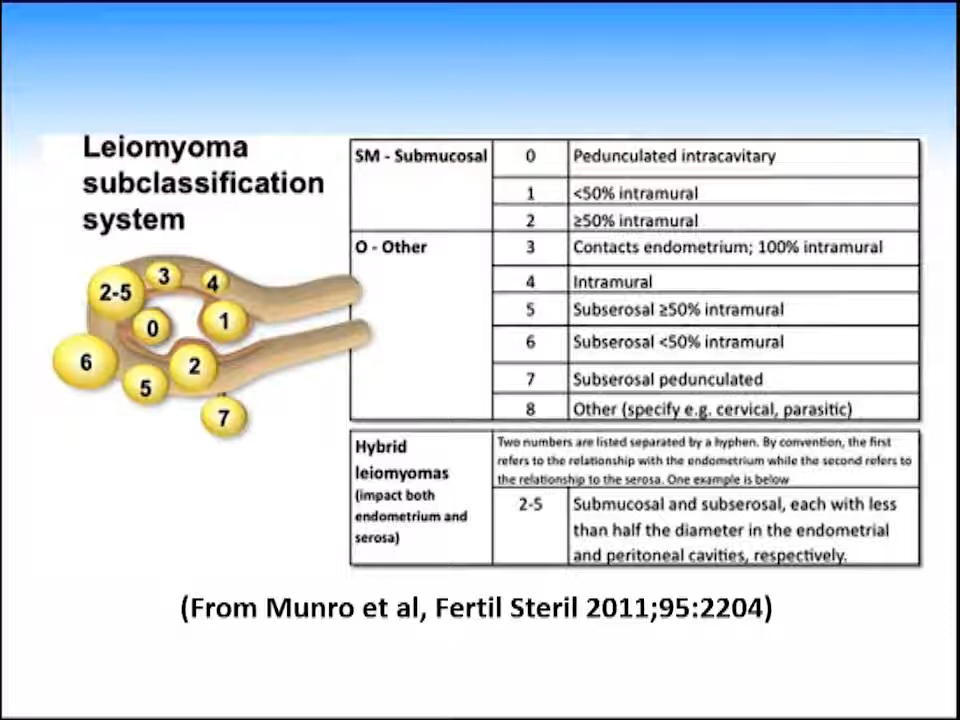 Leiomyoma
subclassification
system
3
4
2-5
0
1
6
2
5
7
SM - Submucosal
0 Pedunculated intracavitary
1 <50% intramural
2 ≥50% intramural
O - Other
3 Contacts endometrium; 100% intramural
4 Intramural
5 Subserosal ≥50% intramural
6 Subserosal <50% intramural
7 Subserosal pedunculated
8 Other (specify e.g. cervical, parasitic)
Hybrid
leiomyomas
(impact both
endometrium and
serosa)
Two numbers are listed separated by a hyphen. By convention, the first
refers to the relationship with the endometrium while the second refers to
the relationship to the serosa. One example is below
2-5 Submucosal and subserosal, each with less
than half the diameter in the endometrial
and peritoneal cavities, respectively.
(From Munro et al, Fertil Steril 2011;95:2204)